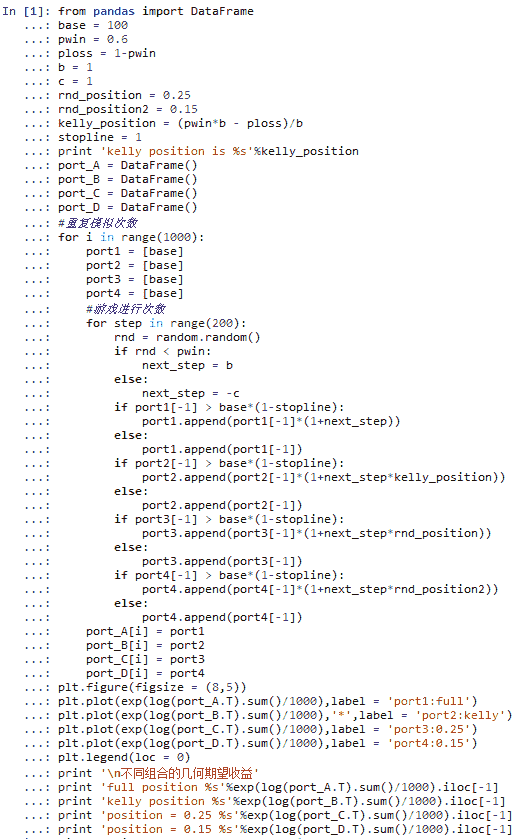 In [1]: from pandas import DataFrame
   ...: base = 100
   ...: pwin = 0.6
   ...: ploss = 1-pwin
   ...: b = 1
   ...: c = 1
   ...: rnd_position = 0.25
   ...: rnd_position2 = 0.15
   ...: kelly_position = (pwin*b - ploss)/b
   ...: stopline = 1
   ...: print 'kelly position is %s'%kelly_position
   ...: port_A = DataFrame()
   ...: port_B = DataFrame()
   ...: port_C = DataFrame()
   ...: port_D = DataFrame()
   ...: #重复模拟次数
   ...: for i in range(1000):
   ...:     port1 = [base]
   ...:     port2 = [base]
   ...:     port3 = [base]
   ...:     port4 = [base]
   ...:     #游戏进行次数
   ...:     for step in range(200):
   ...:         rnd = random.random()
   ...:         if rnd < pwin:
   ...:             next_step = b
   ...:         else:
   ...:             next_step = -c
   ...:         if port1[-1] > base*(1-stopline):
   ...:             port1.append(port1[-1]*(1+next_step))
   ...:         else:
   ...:             port1.append(port1[-1])
   ...:         if port2[-1] > base*(1-stopline):
   ...:             port2.append(port2[-1]*(1+next_step*kelly_position))
   ...:         else:
   ...:             port2.append(port2[-1])
   ...:         if port3[-1] > base*(1-stopline):
   ...:             port3.append(port3[-1]*(1+next_step*rnd_position))
   ...:         else:
   ...:             port3.append(port3[-1])
   ...:         if port4[-1] > base*(1-stopline):
   ...:             port4.append(port4[-1]*(1+next_step*rnd_position2))
   ...:         else:
   ...:             port4.append(port4[-1])
   ...:     port_A[i] = port1
   ...:     port_B[i] = port2
   ...:     port_C[i] = port3
   ...:     port_D[i] = port4
   ...: plt.figure(figsize = (8,5))
   ...: plt.plot(exp(log(port_A.T).sum()/1000),label = 'port1:full')
   ...: plt.plot(exp(log(port_B.T).sum()/1000),'*',label = 'port2:kelly')
   ...: plt.plot(exp(log(port_C.T).sum()/1000),label = 'port3:0.25')
   ...: plt.plot(exp(log(port_D.T).sum()/1000),label = 'port4:0.15')
   ...: plt.legend(loc = 0)
   ...: print '\n不同组合的几何期望收益'
   ...: print 'full position %s'%exp(log(port_A.T).sum()/1000).iloc[-1]
   ...: print 'kelly position %s'%exp(log(port_B.T).sum()/1000).iloc[-1]
   ...: print 'position = 0.25 %s'%exp(log(port_C.T).sum()/1000).iloc[-1]
   ...: print 'position = 0.15 %s'%exp(log(port_D.T).sum()/1000).iloc[-1]